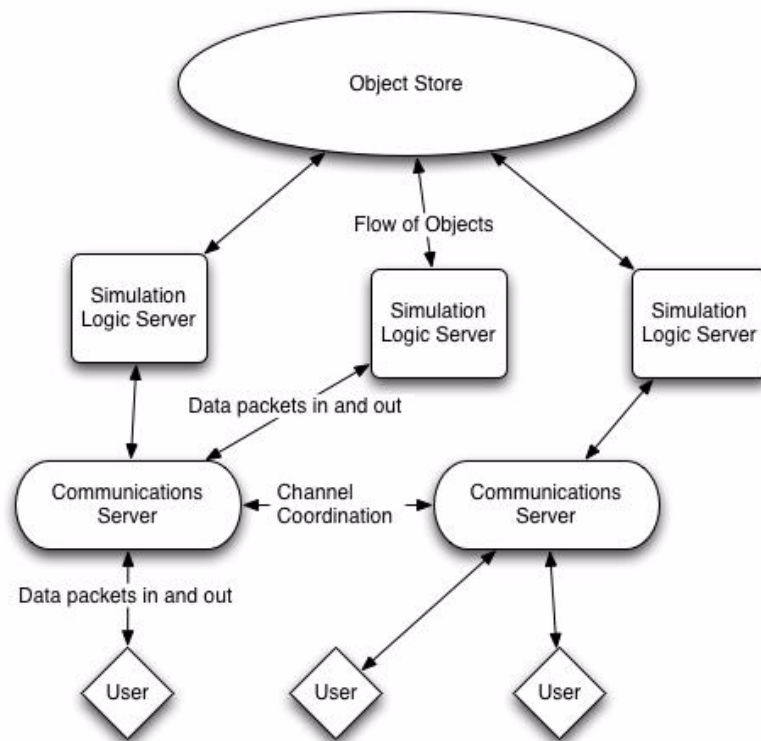 Object Store
Flow of Objects
Simulation
Logic Server
Simulation
Logic Server
Simulation
Logic Server
Data packets in and out
Communications
Server
Channel
Coordination
Communications
Server
Data packets in and out
User
User
User